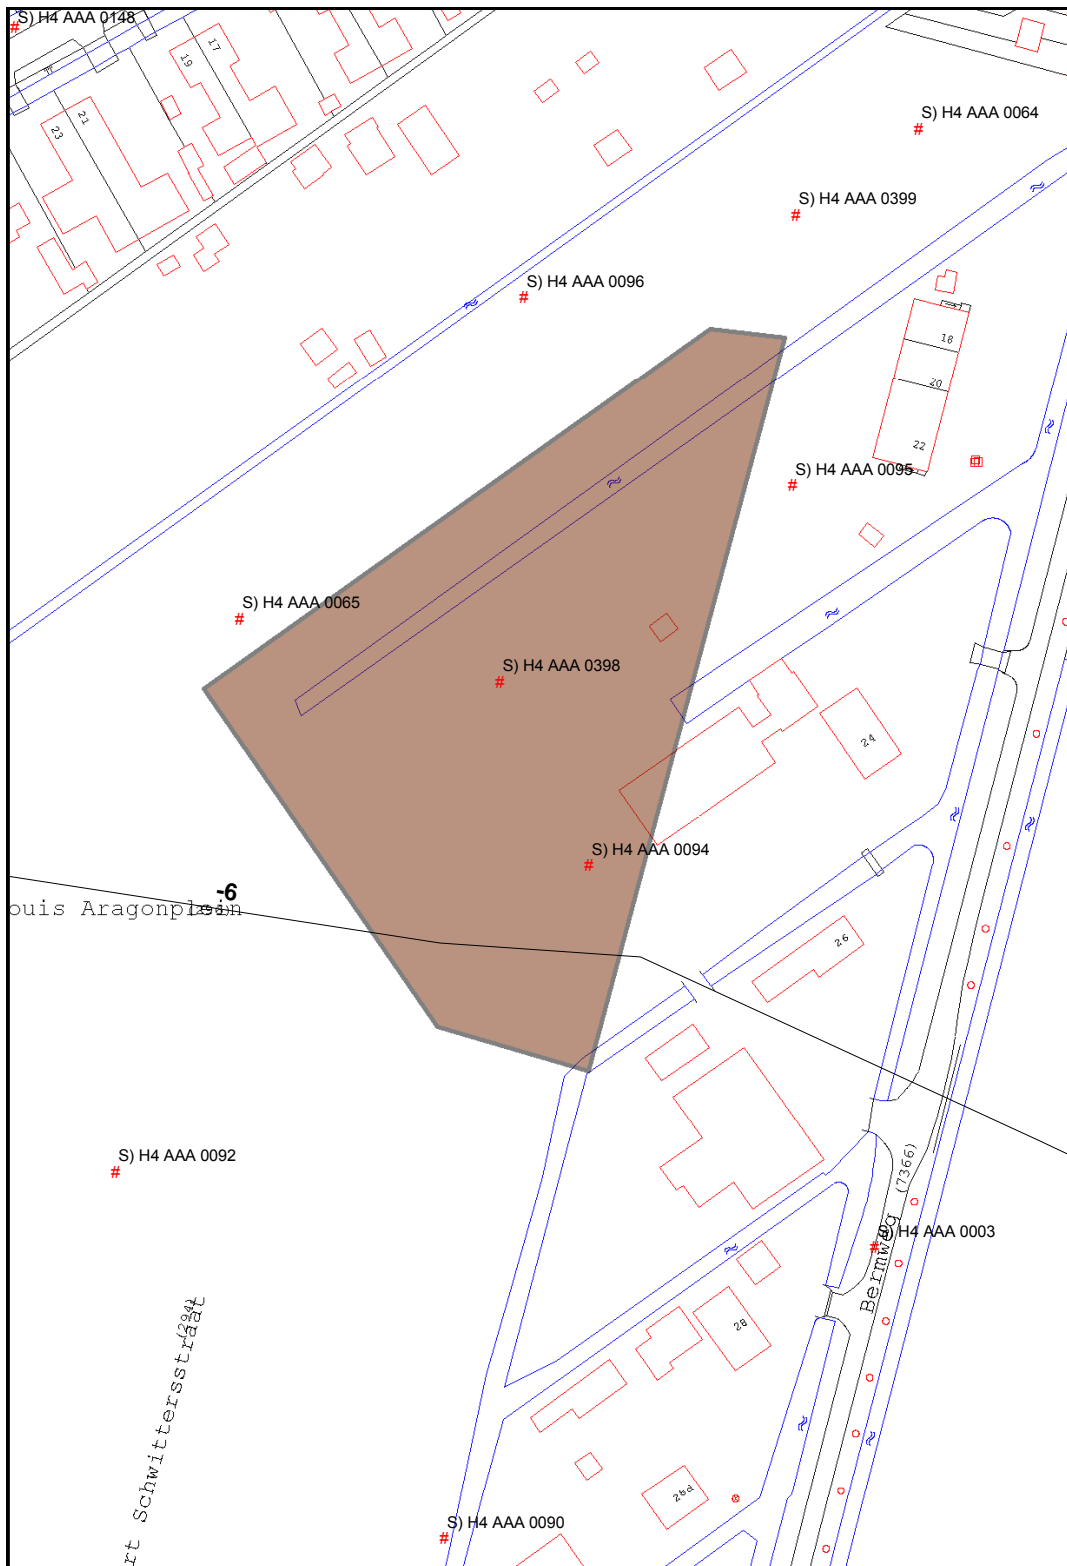 S) H4 AAA 0148
17
19
21
23
S) H4 AAA 0064
S) H4 AAA 0399
S) H4 AAA 0096
18
20
22
S) H4 AAA 0095
S) H4 AAA 0065
S) H4 AAA 0398
24
S) H4 AAA 0094
-6
ouis Aragonplein
26
S) H4 AAA 0092
(7366)
S) H4 AAA 0003
Bermweg
(294)
rt Schwittersstraat
28
28d
S) H4 AAA 0090